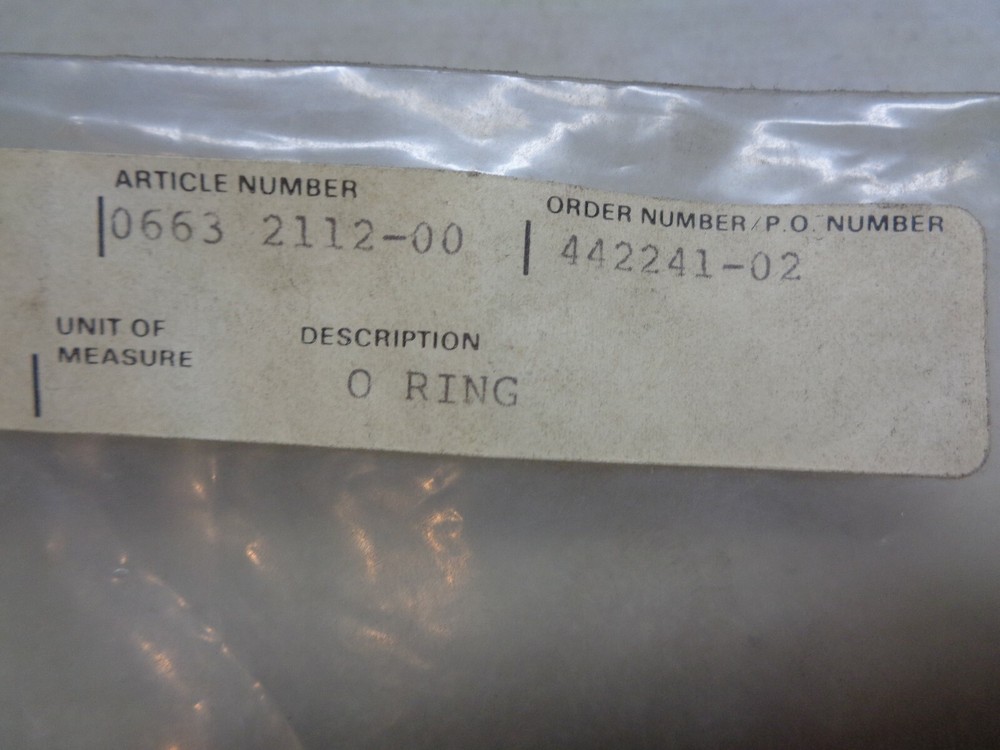 ARTICLE NUMBER
0663 2112-00
ORDER NUMBER/P.O. NUMBER
442241-02
UNIT OF
MEASURE
DESCRIPTION
O RING